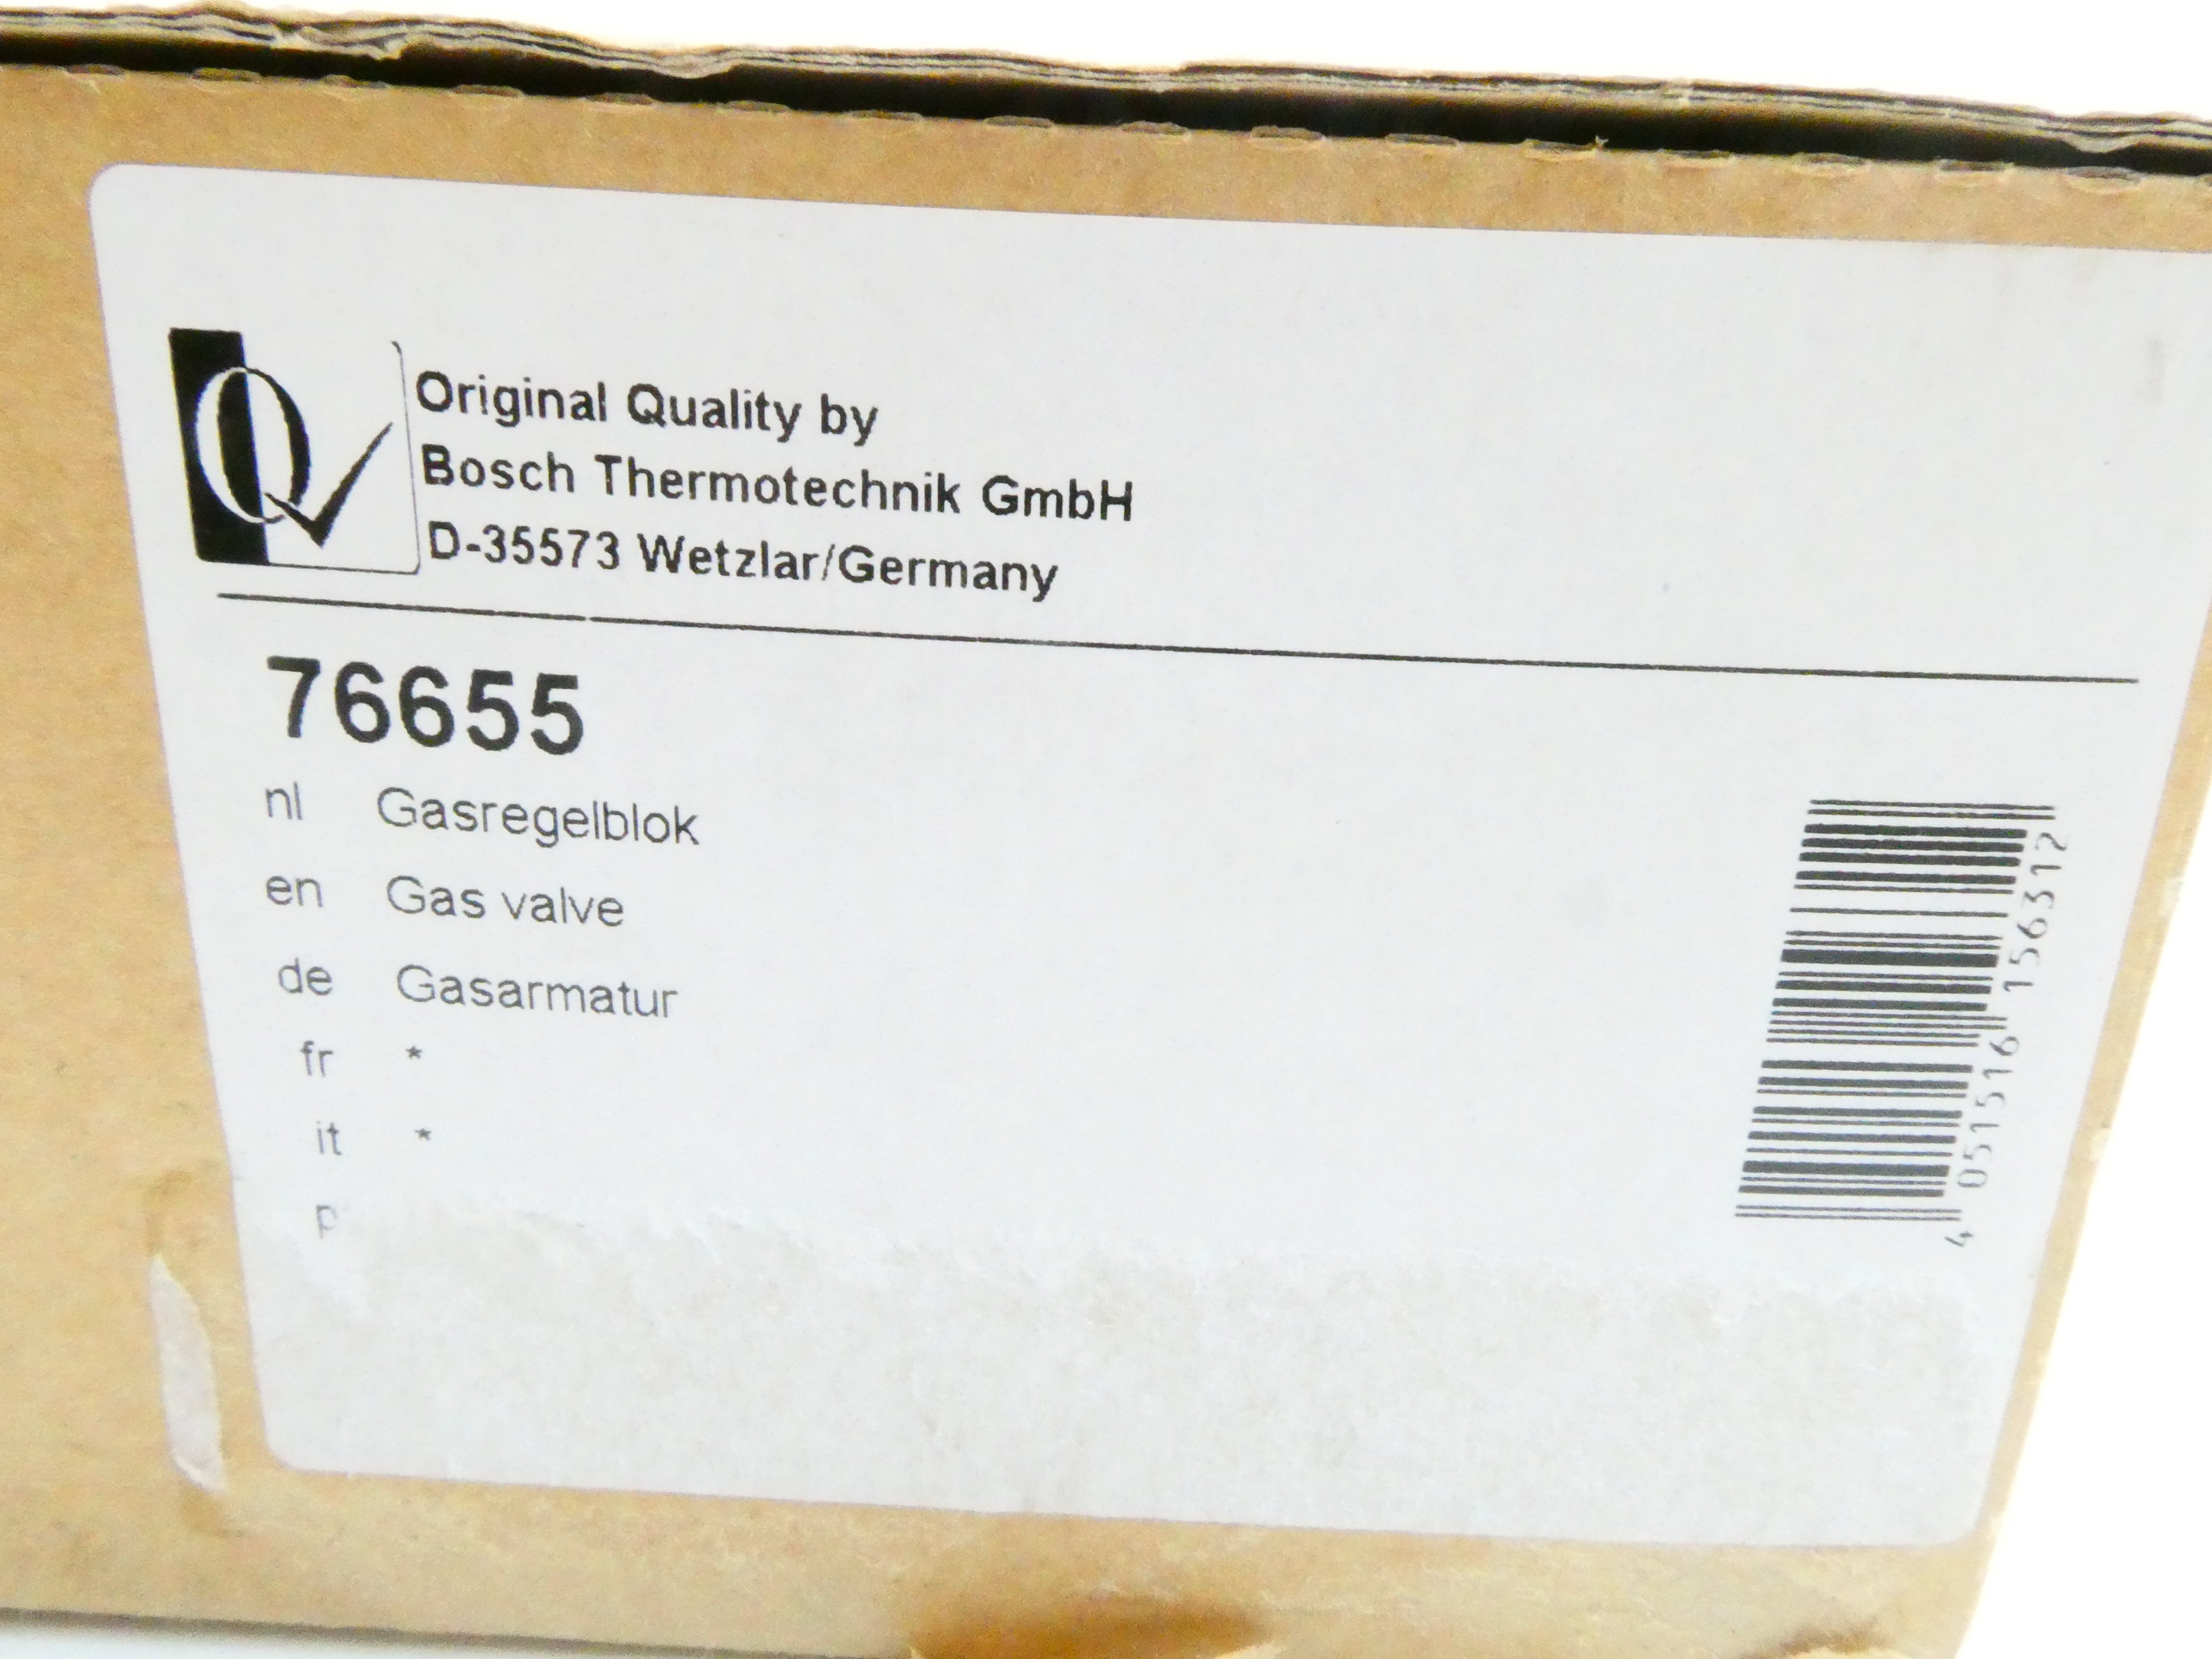 Q
Original Quality by
Bosch Thermotechnik GmbH
D-35573 Wetzlar/Germany
76655
nl Gasregelblok
en Gas valve
de Gasarmatur
fr *
it *
p
4 051516 156312